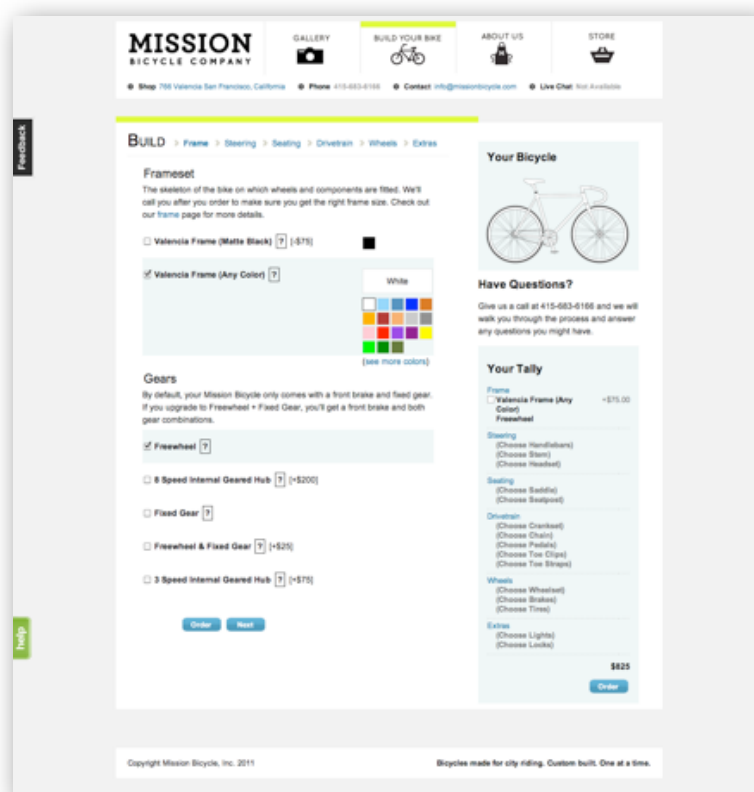 MISSION
BICYCLE COMPANY
GALLERY
BUILD YOUR BIKE
ABOUT US
STORE
Shop 766 Valencia San Francisco, California Phone 415-683-6166 Contact info@missionbicycle.com Live Chat Not Available
Feedback
BUILD > Frame > Steering > Seating > Drivetrain > Wheels > Extras
Frameset
The skeleton of the bike on which wheels and components are fitted. We'll
call you after you order to make sure you get the right frame size. Check out
our frame page for more details.
Valencia Frame (Matte Black) ? [-$75]
Valencia Frame (Any Color) ?
White
(see more colors)
Gears
By default, your Mission Bicycle only comes with a front brake and fixed gear.
If you upgrade to Freewheel + Fixed Gear, you'll get a front brake and both
gear combinations.
Freewheel ?
8 Speed Internal Geared Hub ? [+$200]
Fixed Gear ?
Freewheel & Fixed Gear ? [+$25]
3 Speed Internal Geared Hub ? [+$75]
Order Next
help
Your Bicycle
Have Questions?
Give us a call at 415-683-6166 and we will
walk you through the process and answer
any questions you might have.
Your Tally
Frame
Valencia Frame (Any +$75.00
Color)
Freewheel
Steering
(Choose Handlebars)
(Choose Stem)
(Choose Headset)
Seating
(Choose Saddle)
(Choose Seatpost)
Drivetrain
(Choose Crankset)
(Choose Chain)
(Choose Pedals)
(Choose Toe Clips)
(Choose Toe Straps)
Wheels
(Choose Wheelset)
(Choose Brakes)
(Choose Tires)
Extras
(Choose Lights)
(Choose Locks)
$825
Order
Copyright Mission Bicycle, Inc. 2011
Bicycles made for city riding. Custom built. One at a time.